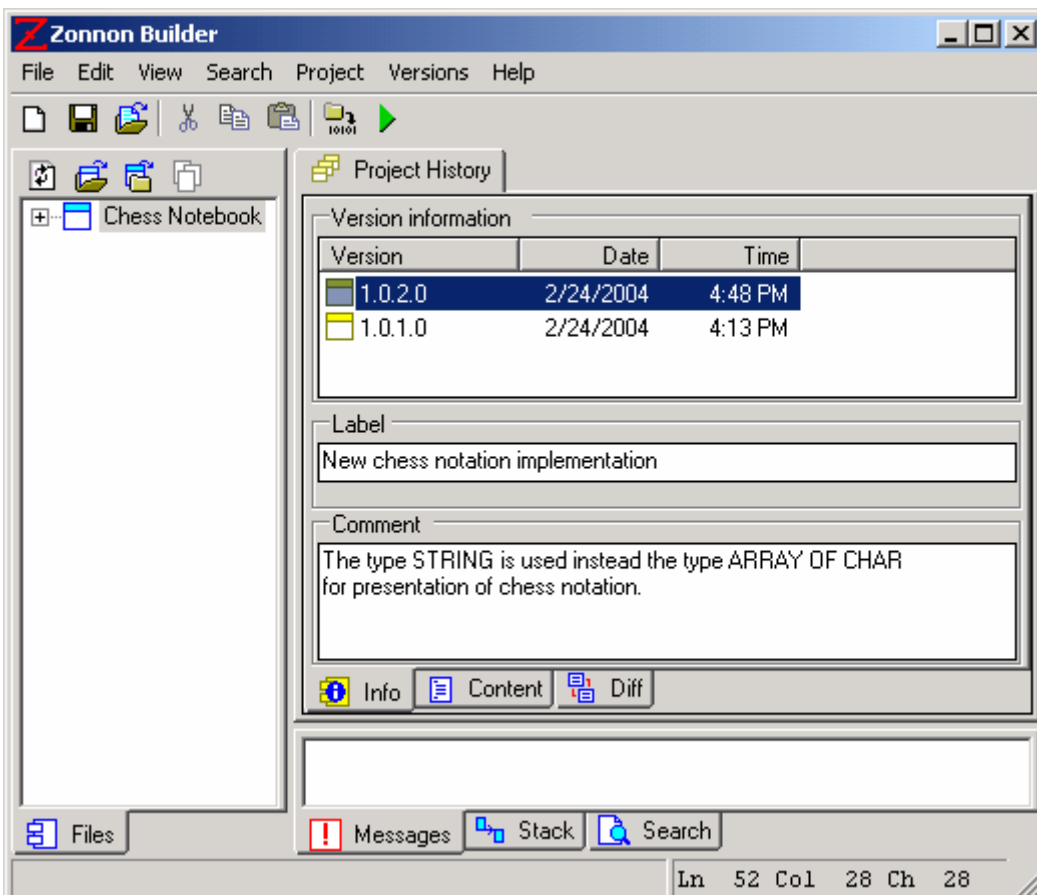 Zonnon Builder
File Edit View Search Project Versions Help
10101
Chess Notebook
Files
Project History
Version information
Version Date Time
1.0.2.0 2/24/2004 4:48 PM
1.0.1.0 2/24/2004 4:13 PM
Label
New chess notation implementation
Comment
The type STRING is used instead the type ARRAY OF CHAR
for presentation of chess notation.
Info Content Diff
Messages Stack Search
Ln 52 Col 28 Ch 28